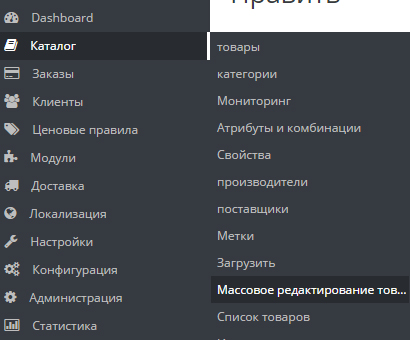 Править
Dashboard
Каталог
Заказы
Клиенты
Ценовые правила
Модули
Доставка
Локализация
Настройки
Конфигурация
Администрация
Статистика
товары
категории
Мониторинг
Атрибуты и комбинации
Свойства
производители
поставщики
Метки
Загрузить
Массовое редактирование тов...
Список товаров